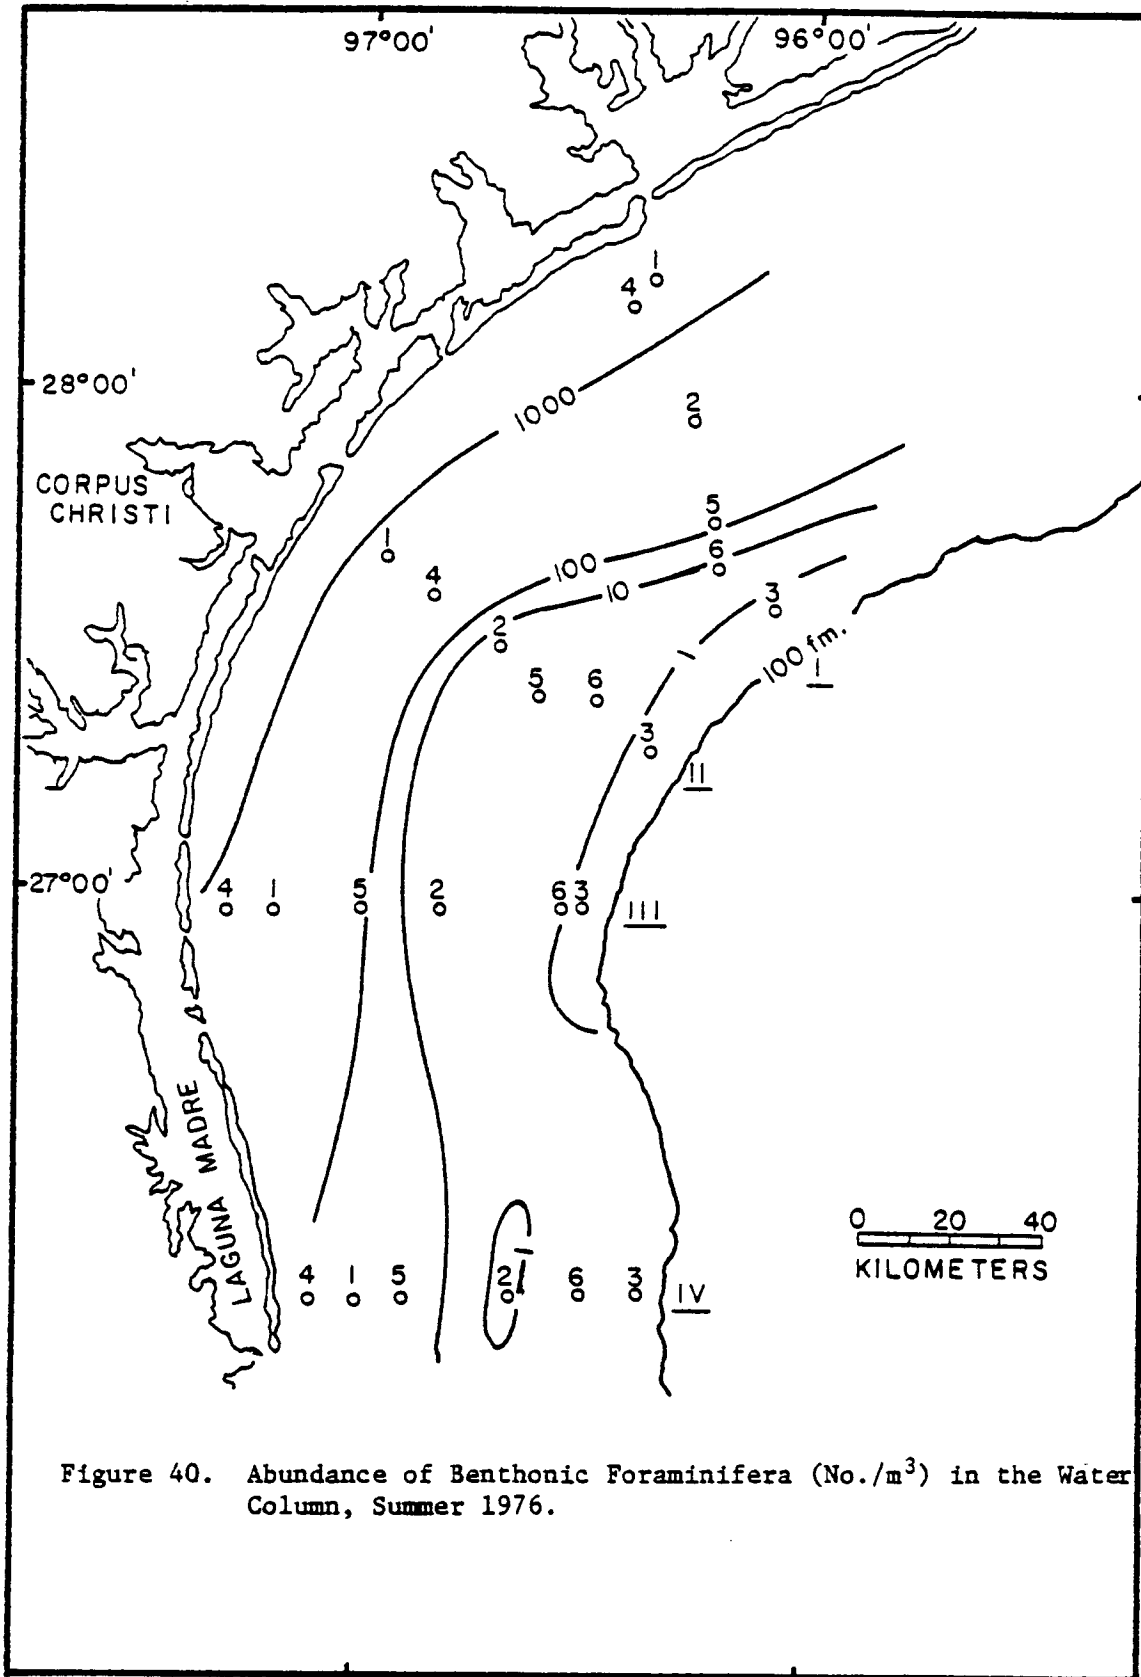 97°00' 96°00'
1
4
28°00'
1000
2
CORPUS
CHRISTI
5
1
100
6
4
10
3
2
100 fm.
1
I
5 6
3
II
27°00'
4 1 5 2 6 3
III
LAGUNA MADRE
0 20 40
KILOMETERS
1
4 1 5 2 6 3
IV
Figure 40. Abundance of Benthonic Foraminifera (No./m³) in the Water
Column, Summer 1976.